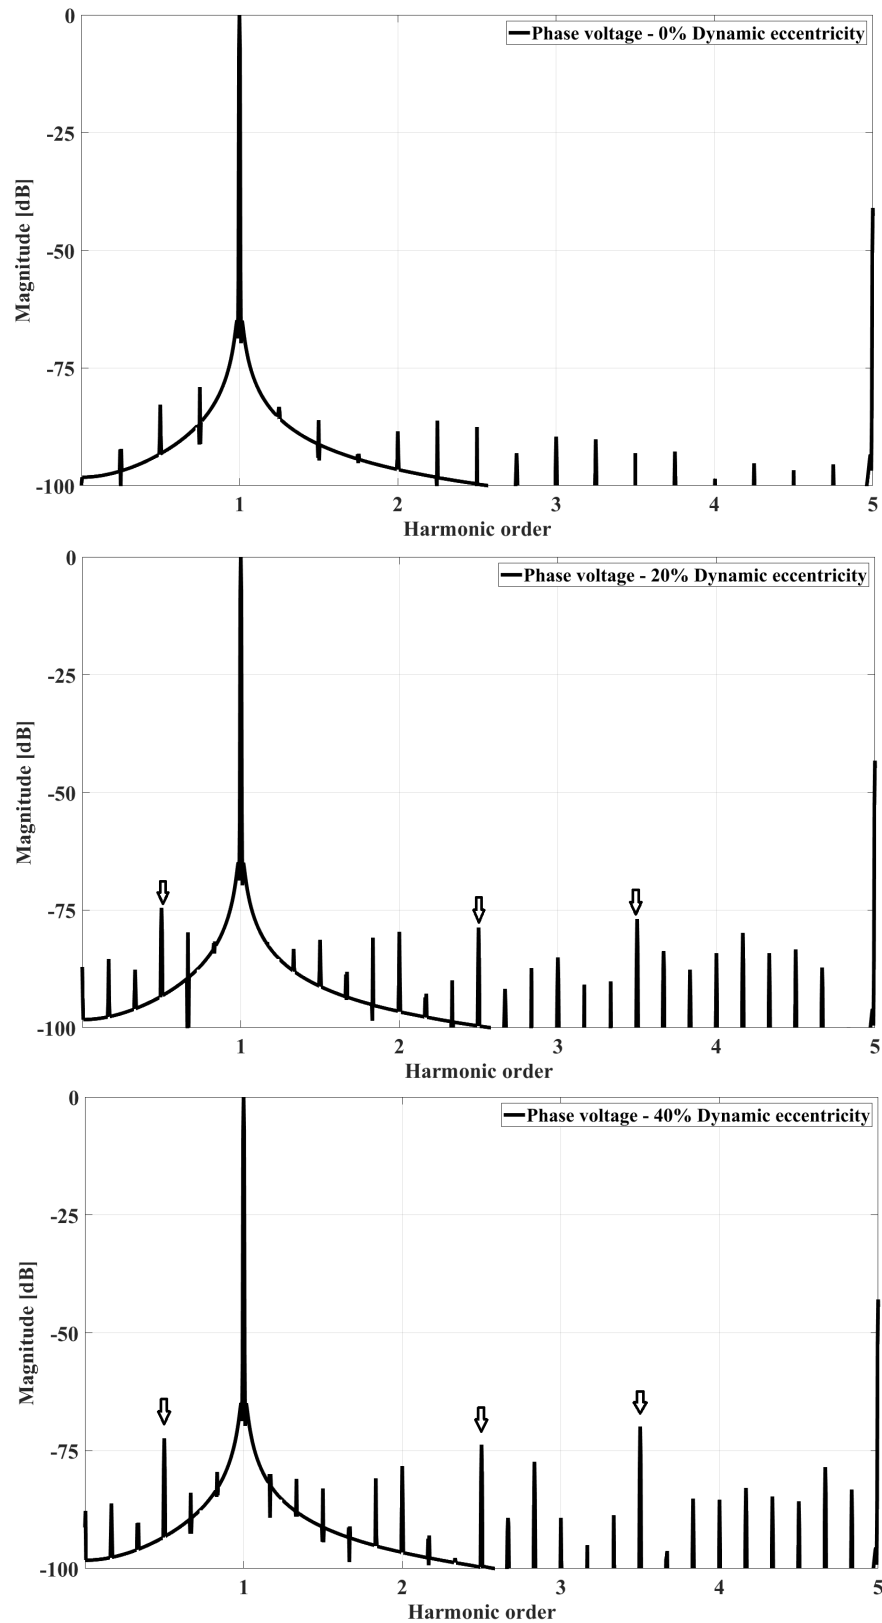 0
Phase voltage - 0% Dynamic eccentricity
-25
-50
-75
-100
Magnitude [dB]
1 2 3 4 5
Harmonic order
0
Phase voltage - 20% Dynamic eccentricity
-25
-50
-75
-100
Magnitude [dB]
1 2 3 4 5
Harmonic order
0
Phase voltage - 40% Dynamic eccentricity
-25
-50
-75
-100
Magnitude [dB]
1 2 3 4 5
Harmonic order